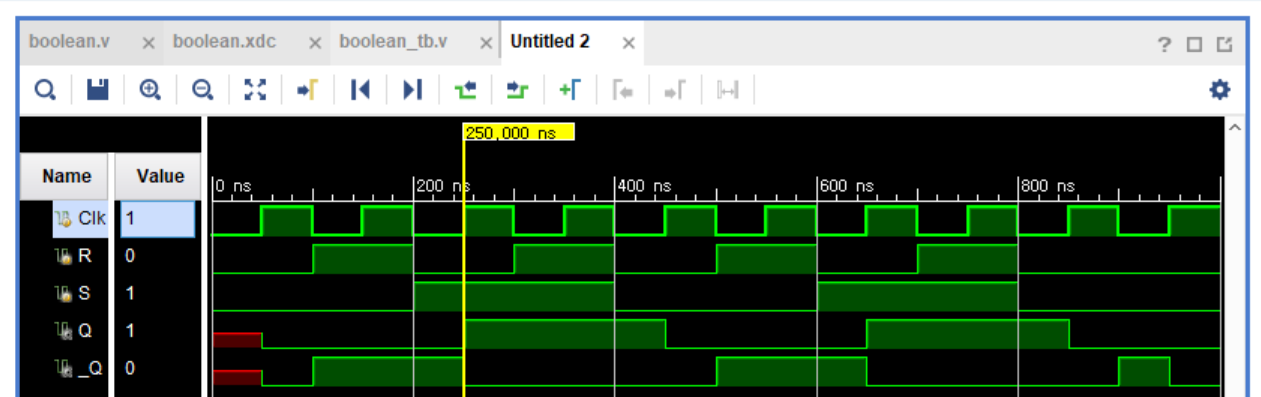 boolean.v × boolean.xdc × boolean_tb.v × Untitled 2 × ?
250,000 ns
Name Value 0 ns 200 ns 400 ns 600 ns 800 ns
Clk 1
R 0
S 1
Q 1
_Q 0